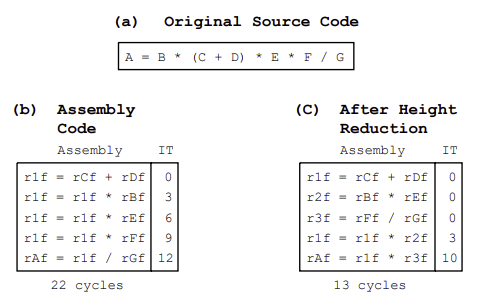 (a) Original Source Code
A = B * (C + D) * E * F / G
(b) Assembly
Code
Assembly IT
r1f = rCf + rDf 0
r1f = r1f * rBf 3
r1f = r1f * rEf 6
r1f = r1f * rFf 9
rAf = r1f / rGf 12
22 cycles
(C) After Height
Reduction
Assembly IT
r1f = rCf + rDf 0
r2f = rBf * rEf 0
r3f = rFf / rGf 0
r1f = r1f * r2f 3
rAf = r1f * r3f 10
13 cycles